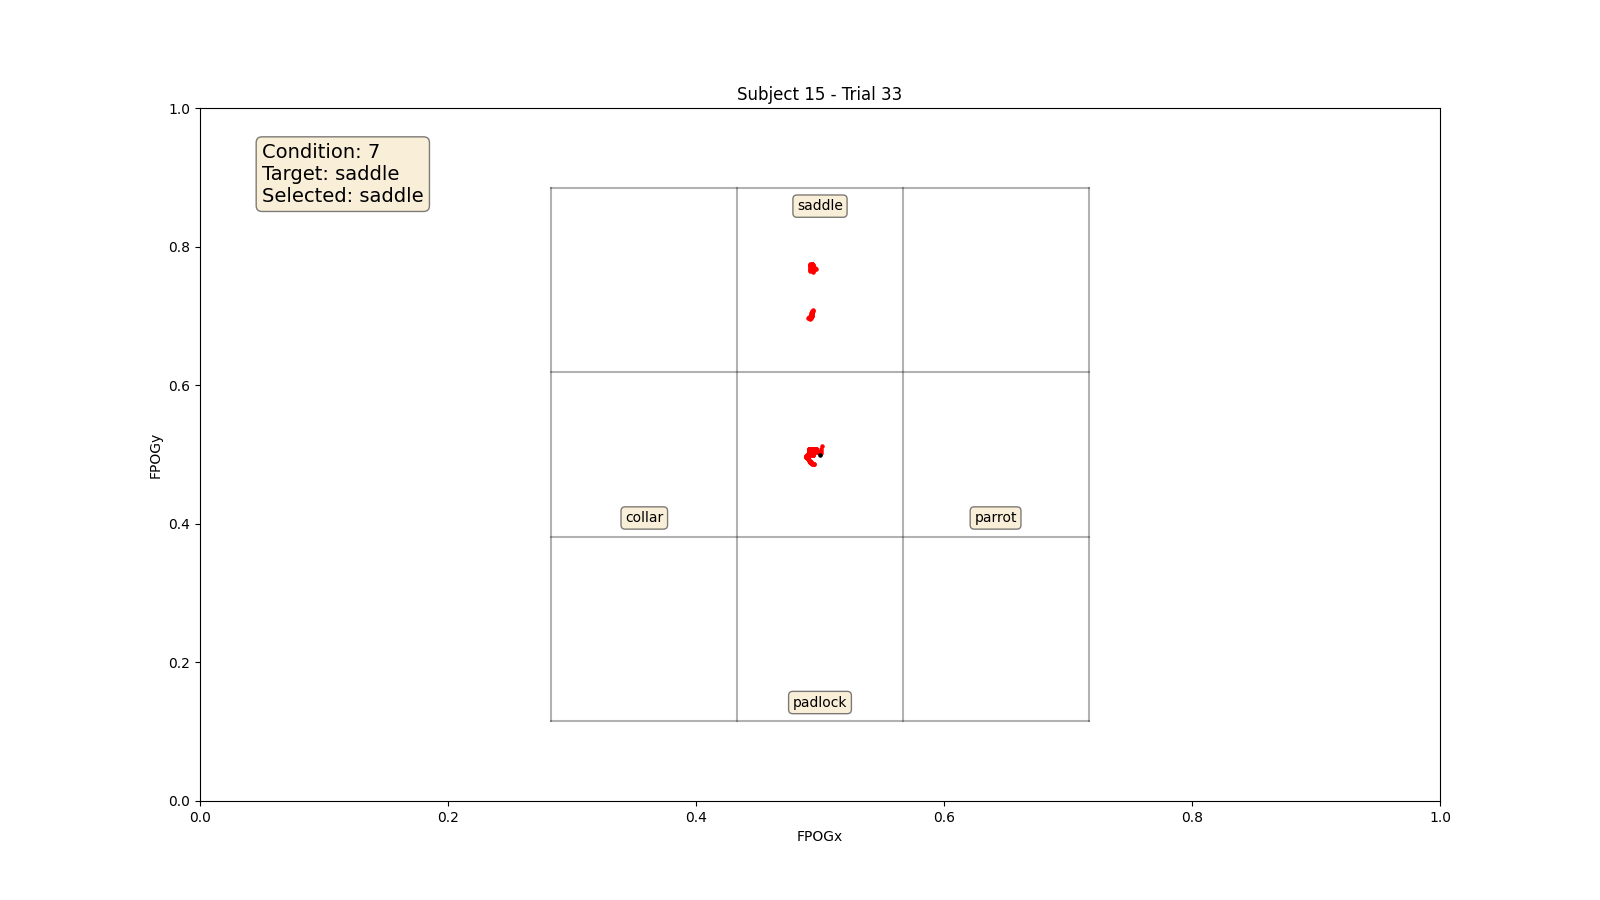 Subject 15 - Trial 33
1.0
Condition: 7
Target: saddle
Selected: saddle
saddle
0.8
0.6
FPOGy
collar
parrot
0.4
0.2
padlock
0.0
0.0
0.2
0.4
0.6
0.8
1.0
FPOGx